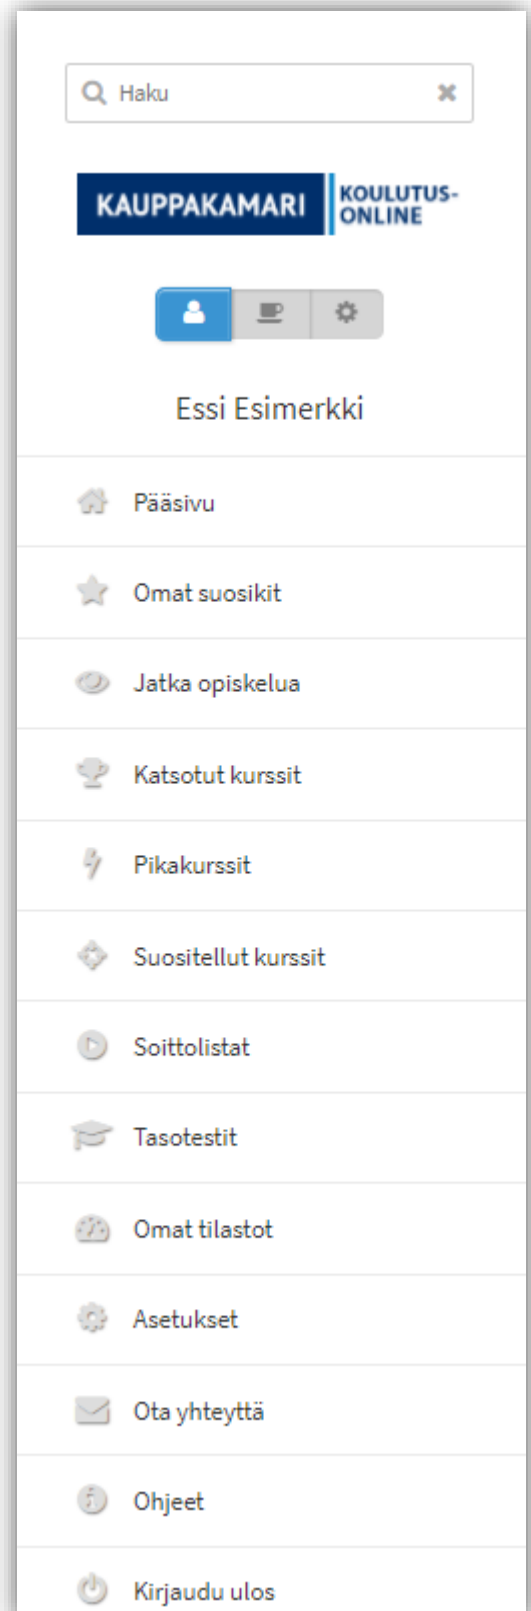 Haku
KAUPPAKAMARI
KOULUTUS-
ONLINE
Essi Esimerkki
Pääsivu
Omat suosikit
Jatka opiskelua
Katsotut kurssit
Pikakurssit
Suositellut kurssit
Soittolistat
Tasotestit
Omat tilastot
Asetukset
Ota yhteyttä
Ohjeet
Kirjaudu ulos